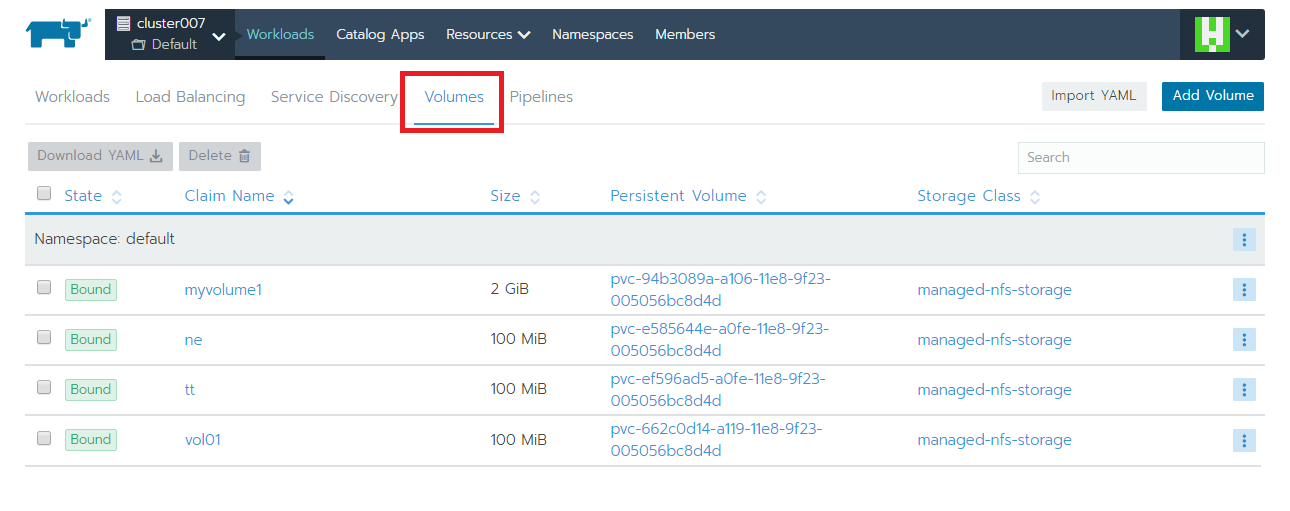 cluster007
Default
Workloads Catalog Apps Resources Namespaces Members
Workloads Load Balancing Service Discovery Volumes Pipelines Import YAML Add Volume
Download YAML Delete Search
State Claim Name Size Persistent Volume Storage Class
Namespace: default
Bound myvolume1 2 GiB pvc-94b3089a-a106-11e8-9f23-
005056bc8d4d managed-nfs-storage
Bound ne 100 MiB pvc-e585644e-a0fe-11e8-9f23-
005056bc8d4d managed-nfs-storage
Bound tt 100 MiB pvc-ef596ad5-a0fe-11e8-9f23-
005056bc8d4d managed-nfs-storage
Bound vol01 100 MiB pvc-662c0d14-a119-11e8-9f23-
005056bc8d4d managed-nfs-storage